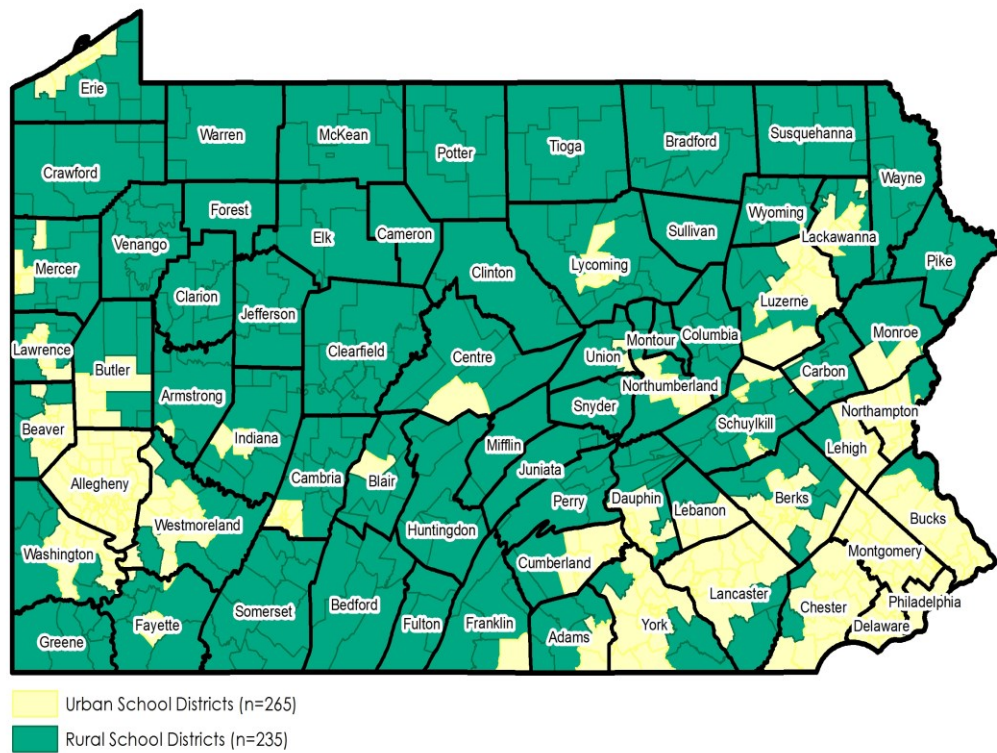 Erie
Warren
McKean
Potter
Tioga
Bradford
Susquehanna
Crawford
Wayne
Forest
Wyoming
Venango
Elk
Cameron
Sullivan
Lackawanna
Mercer
Lycoming
Pike
Clarion
Clinton
Jefferson
Luzerne
Lawrence
Butler
Clearfield
Centre
Union
Montour
Columbia
Monroe
Carbon
Armstrong
Northumberland
Beaver
Snyder
Northampton
Indiana
Schuylkill
Mifflin
Lehigh
Allegheny
Cambria
Blair
Juniata
Westmoreland
Perry
Dauphin
Lebanon
Berks
Bucks
Huntingdon
Washington
Cumberland
Montgomery
Lancaster
Philadelphia
Somerset
Bedford
Fulton
Franklin
Adams
York
Chester
Delaware
Fayette
Greene
Urban School Districts (n=265)
Rural School Districts (n=235)